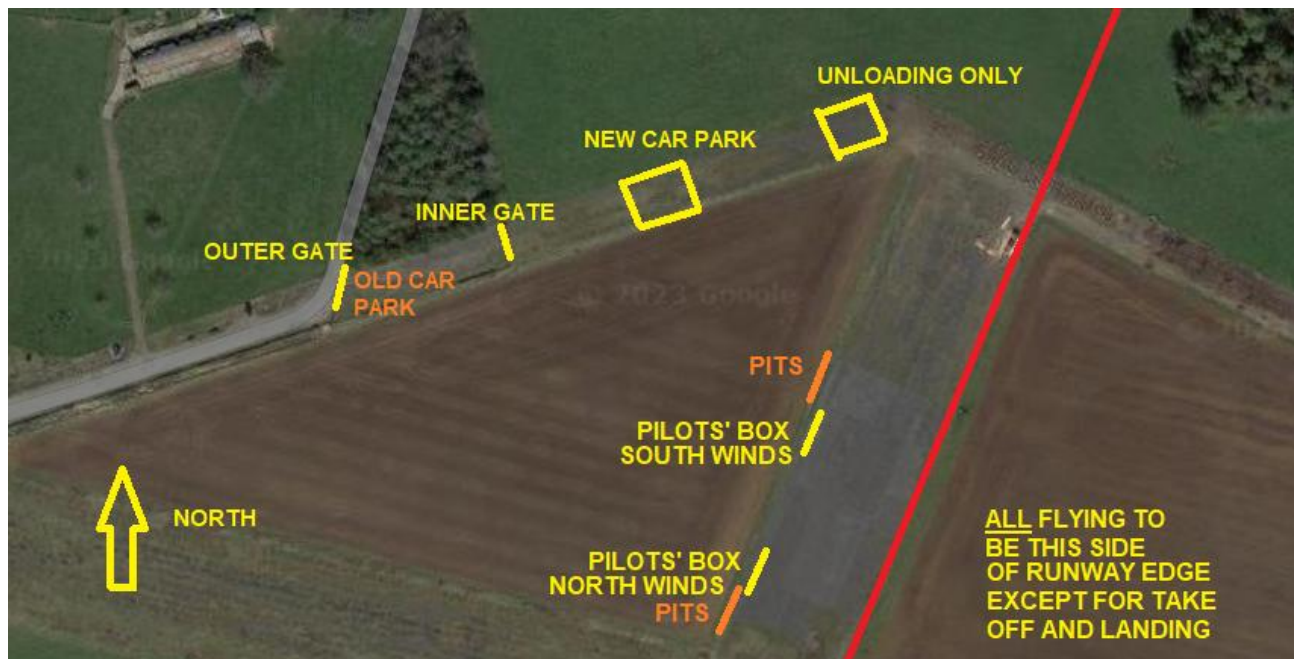 UNLOADING ONLY
NEW CAR PARK
INNER GATE
OUTER GATE
OLD CAR
PARK
© 2023 Google
PITS
PILOTS' BOX
SOUTH WINDS
NORTH
PILOTS' BOX
NORTH WINDS
PITS
ALL FLYING TO
BE THIS SIDE
OF RUNWAY EDGE
EXCEPT FOR TAKE
OFF AND LANDING